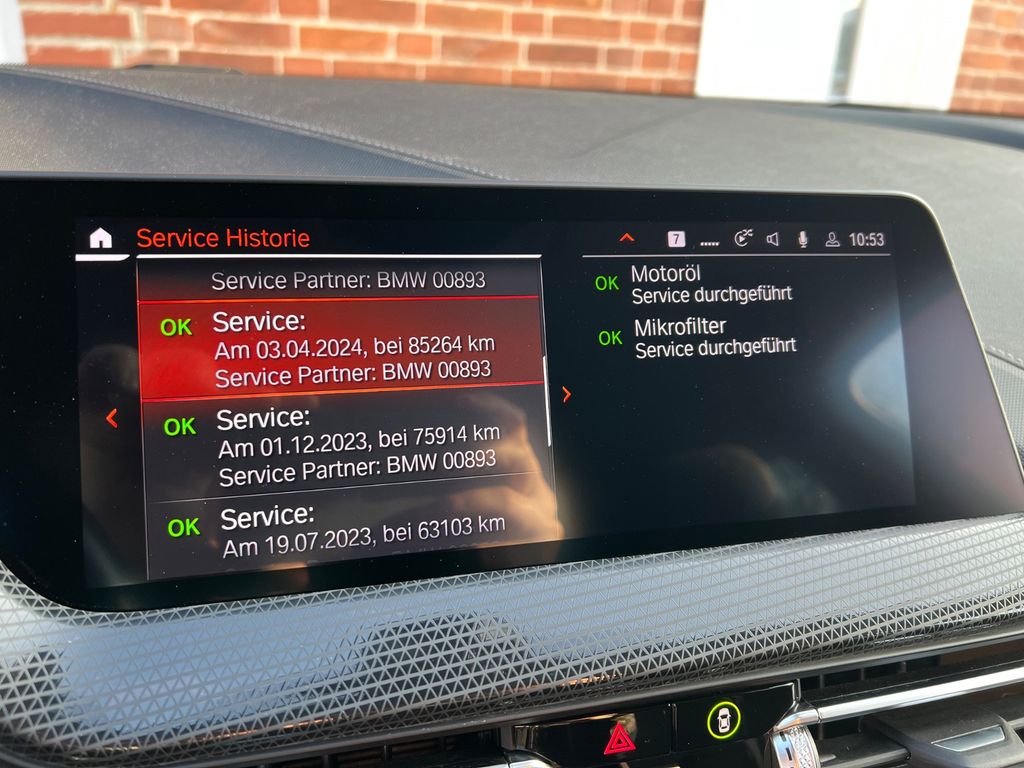 Service Historie
7
10:53
Service Partner: BMW 00893
OK Service:
Am 03.04.2024, bei 85264 km
Service Partner: BMW 00893
OK Service:
Am 01.12.2023, bei 75914 km
Service Partner: BMW 00893
OK Service:
Am 19.07.2023, bei 63103 km
OK Motoröl
Service durchgeführt
OK Mikrofilter
Service durchgeführt